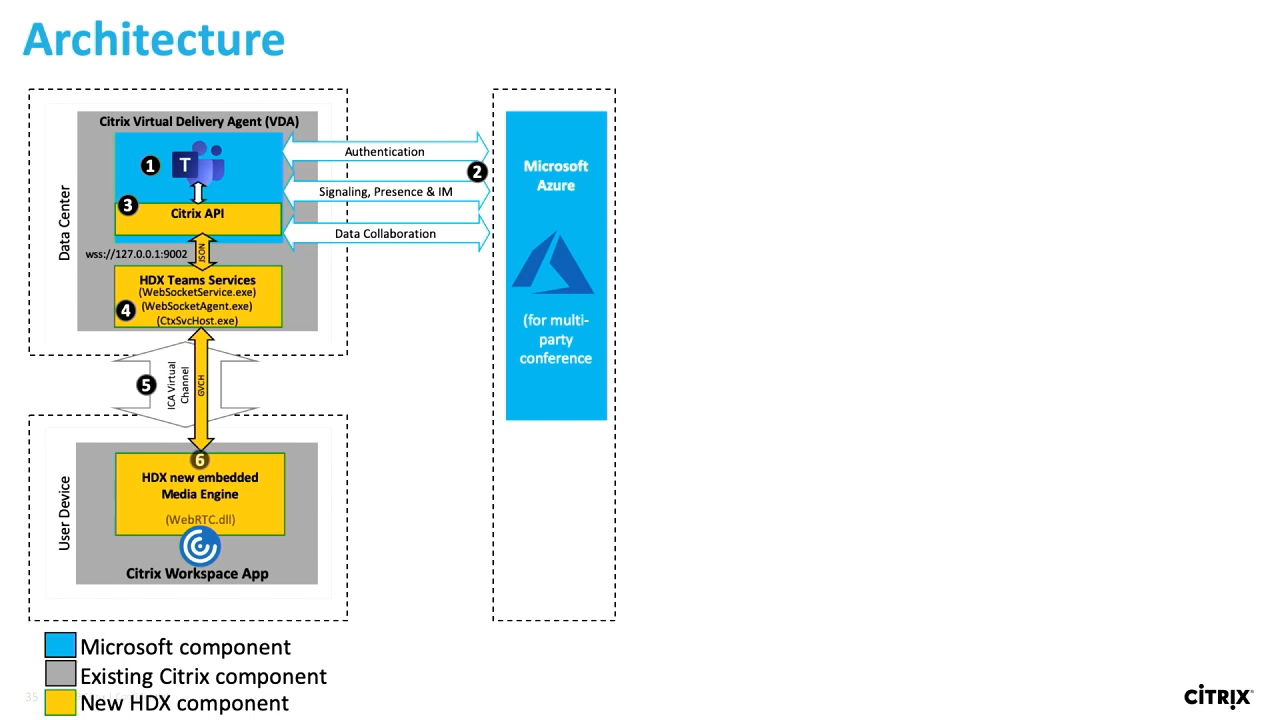 Architecture
Citrix Virtual Delivery Agent (VDA)
Data Center
1
T
3
Citrix API
wss://127.0.0.1:9002
JSON
HDX Teams Services
(WebSocketService.exe)
(WebSocketAgent.exe)
(CtxSvcHost.exe)
4
Authentication
2
Signaling, Presence & IM
Data Collaboration
Microsoft
Azure
(for multi-
party
conference
5
ICA Virtual
Channel
GVCH
User Device
6
HDX new embedded
Media Engine
(WebRTC.dll)
Citrix Workspace App
Microsoft component
Existing Citrix component
New HDX component
35
CITRIX